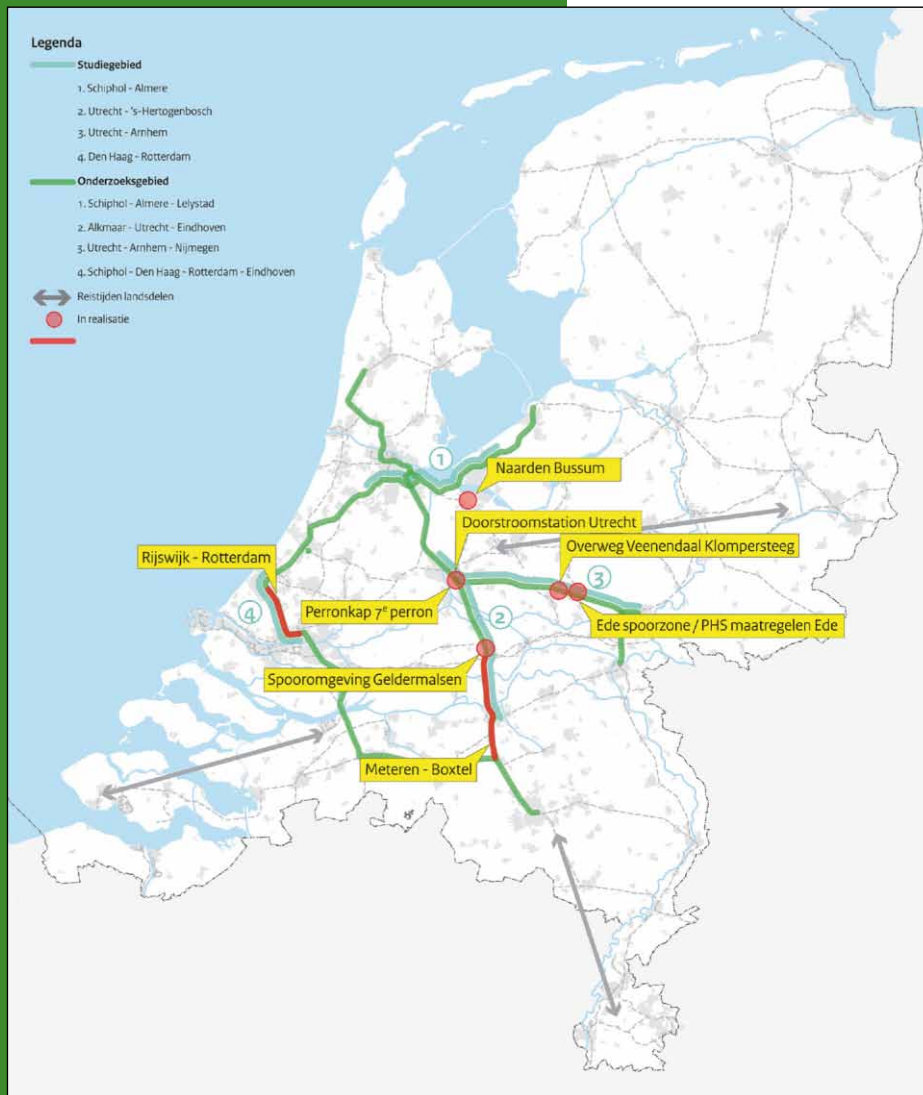 Legenda
Studiegebied
1. Schiphol - Almere
2. Utrecht - 's-Hertogenbosch
3. Utrecht - Arnhem
4. Den Haag - Rotterdam
Onderzoeksgebied
1. Schiphol - Almere - Lelystad
2. Alkmaar - Utrecht - Eindhoven
3. Utrecht - Arnhem - Nijmegen
4. Schiphol - Den Haag - Rotterdam - Eindhoven
Reistijden landsdelen
In realisatie
1
Naarden Bussum
Doorstroomstation Utrecht
Overweg Veenendaal Klompersteeg
Rijswijk - Rotterdam
3
4
Perronkap 7e perron
2
Ede spoorzone / PHS maatregelen Ede
Spooromgeving Geldermalsen
Meteren - Boxtel